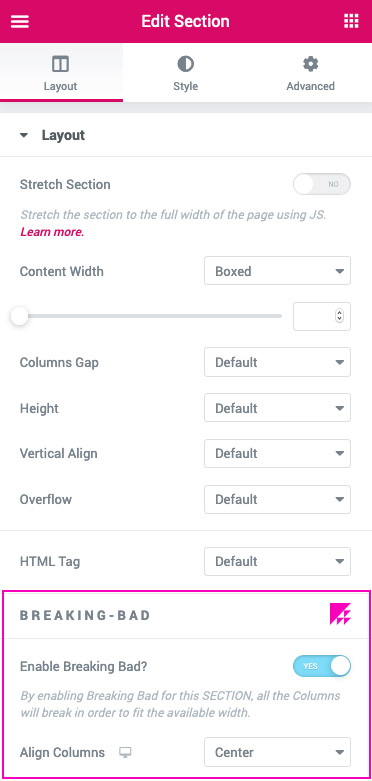 Edit Section
Layout
Style
Advanced
Layout
Stretch Section
NO
Stretch the section to the full width of the page using JS.
Learn more.
Content Width
Boxed
Columns Gap
Default
Height
Default
Vertical Align
Default
Overflow
Default
HTML Tag
Default
BREAKING-BAD
Enable Breaking Bad?
YES
By enabling Breaking Bad for this SECTION, all the Columns
will break in order to fit the available width.
Align Columns
Center